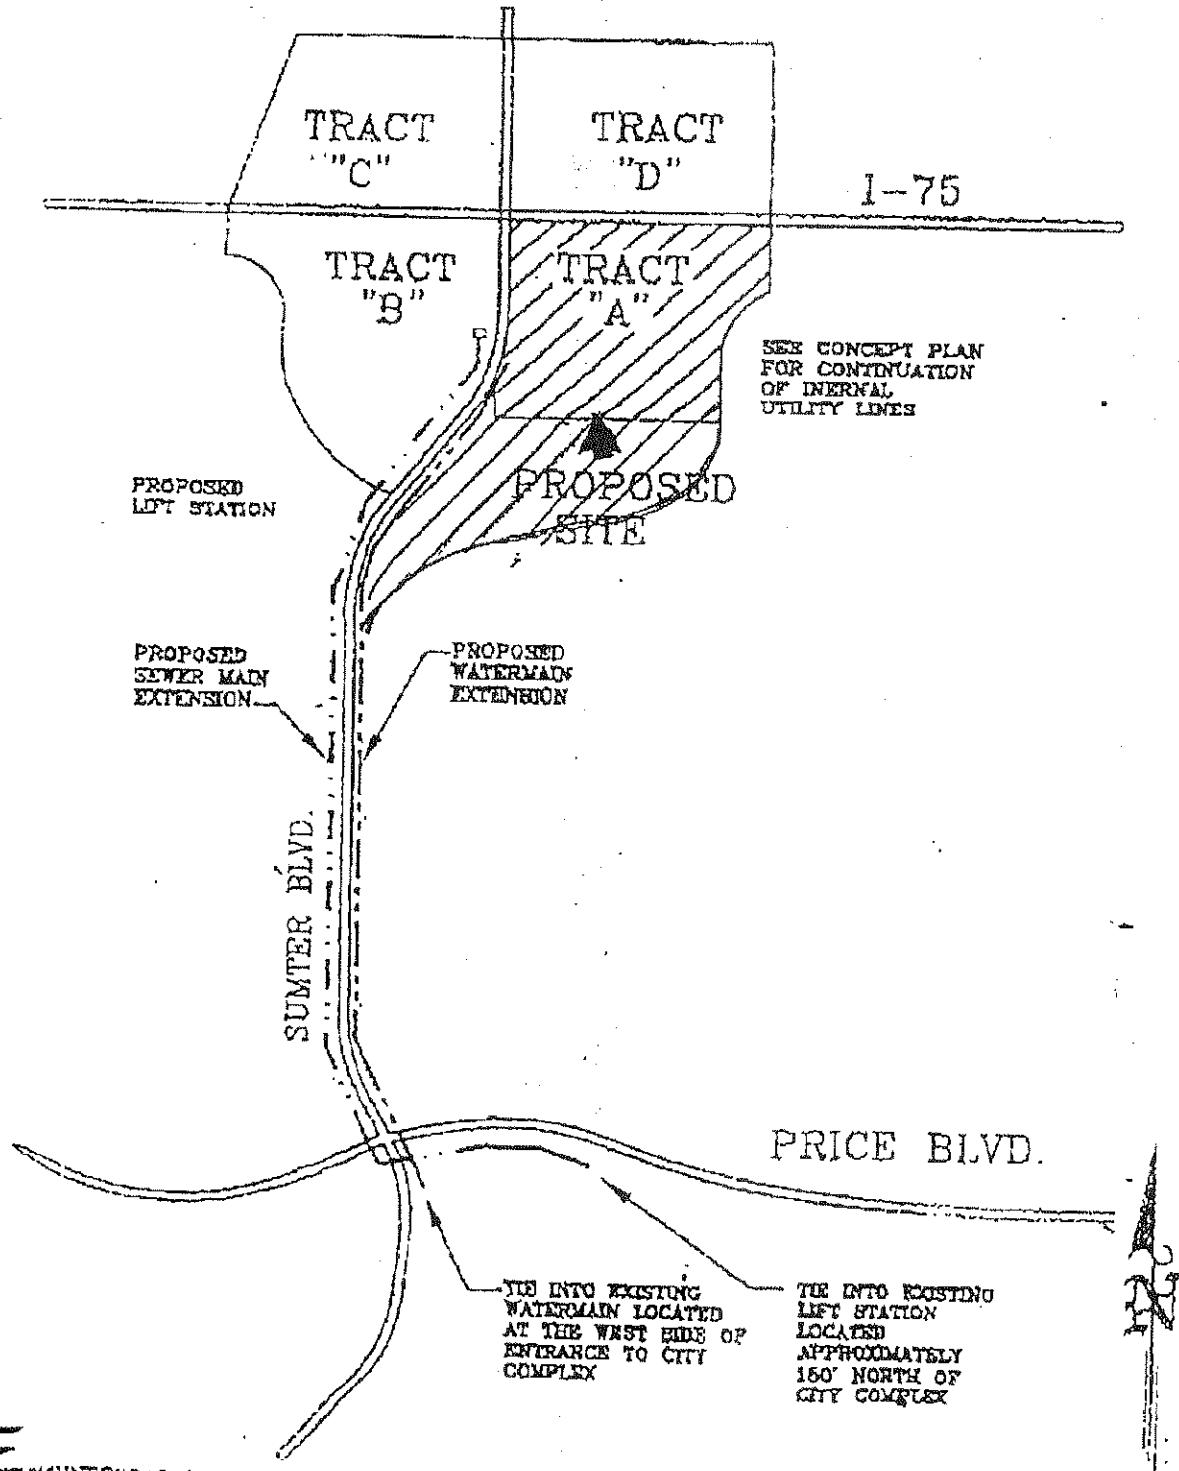 TRACT
"C"
TRACT
"D"
I-75
TRACT
"B"
TRACT
"A"
SEE CONCEPT PLAN
FOR CONTINUATION
OF INERNAL
UTILITY LINES
PROPOSED
LIFT STATION
PROPOSED
SITE
PROPOSED
SEWER MAIN
EXTENSION
PROPOSED
WATERMAIN
EXTENSION
SUMTER BLVD.
PRICE BLVD.
TIE INTO EXISTING
WATERMAIN LOCATED
AT THE WEST SIDE OF
ENTRANCE TO CITY
COMPLEX
TIE INTO EXISTING
LIFT STATION
LOCATED
APPROXIMATELY
150' NORTH OF
CITY COMPLEX